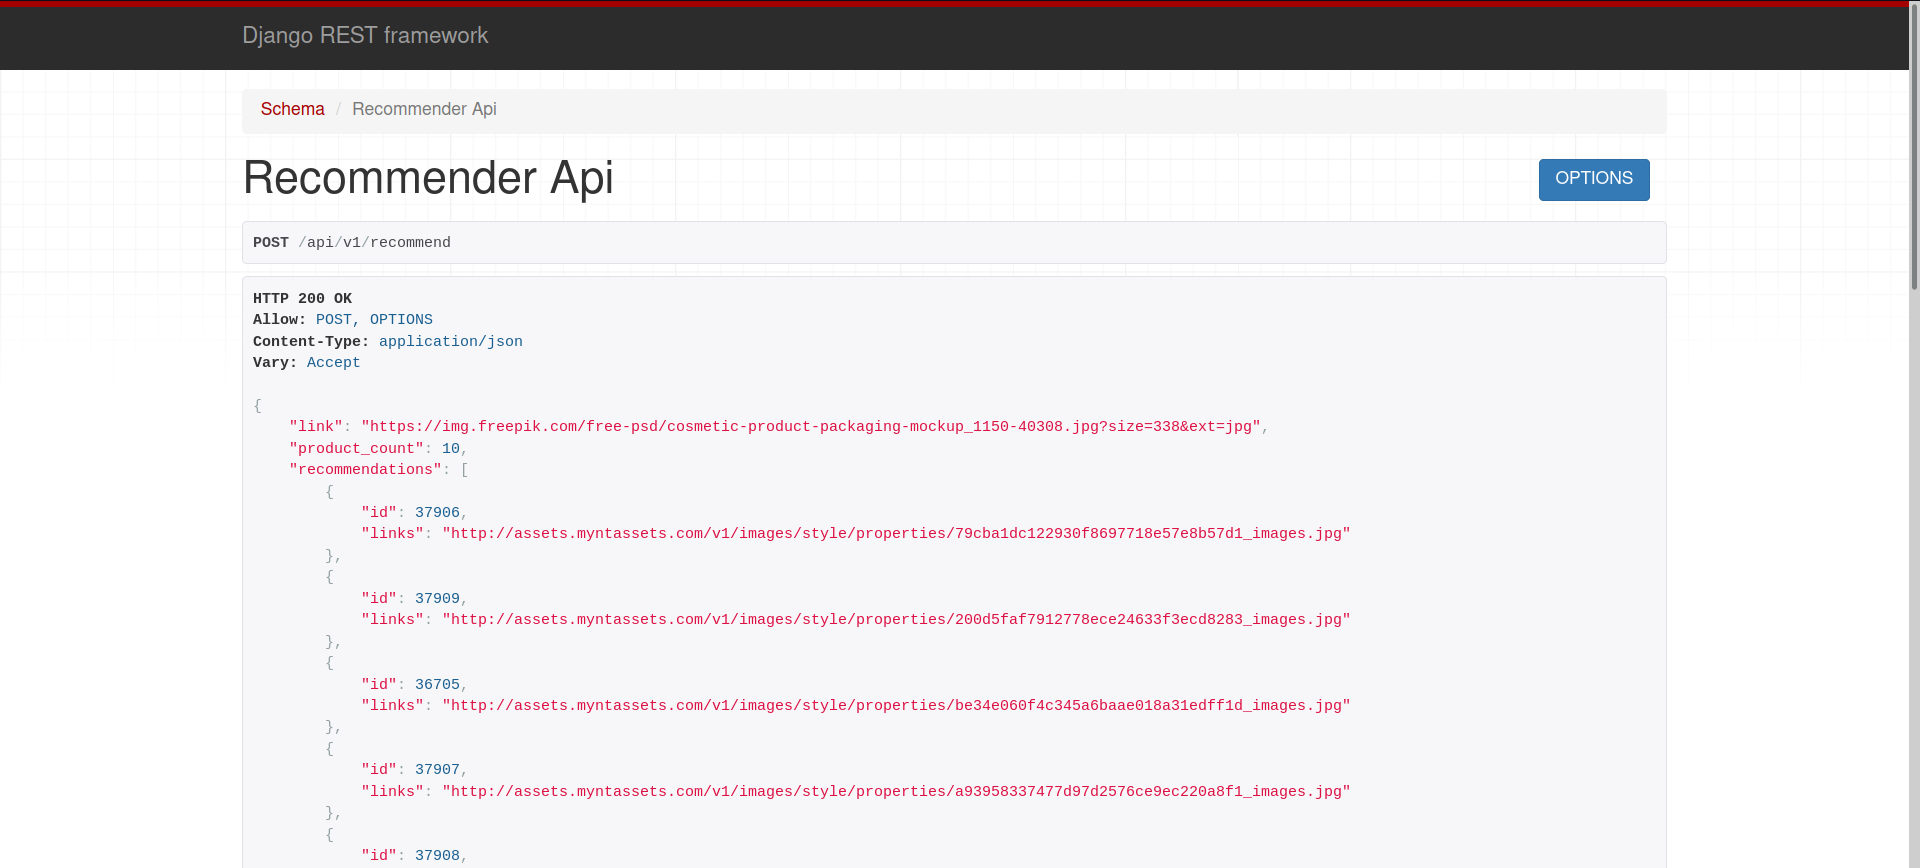 Django REST framework
Schema / Recommender Api
Recommender Api
OPTIONS
POST /api/v1/recommend
HTTP 200 OK
Allow: POST, OPTIONS
Content-Type: application/json
Vary: Accept
{
"link": "https://img.freepik.com/free-psd/cosmetic-product-packaging-mockup_1150-40308.jpg?size=338&ext=jpg",
"product_count": 10,
"recommendations": [
{
"id": 37906,
"links": "http://assets.myntassets.com/v1/images/style/properties/79cba1dc122930f8697718e57e8b57d1_images.jpg"
},
{
"id": 37909,
"links": "http://assets.myntassets.com/v1/images/style/properties/200d5faf7912778ece24633f3ecd8283_images.jpg"
},
{
"id": 36705,
"links": "http://assets.myntassets.com/v1/images/style/properties/be34e060f4c345a6baae018a31edff1d_images.jpg"
},
{
"id": 37907,
"links": "http://assets.myntassets.com/v1/images/style/properties/a93958337477d97d2576ce9ec220a8f1_images.jpg"
},
{
"id": 37908,